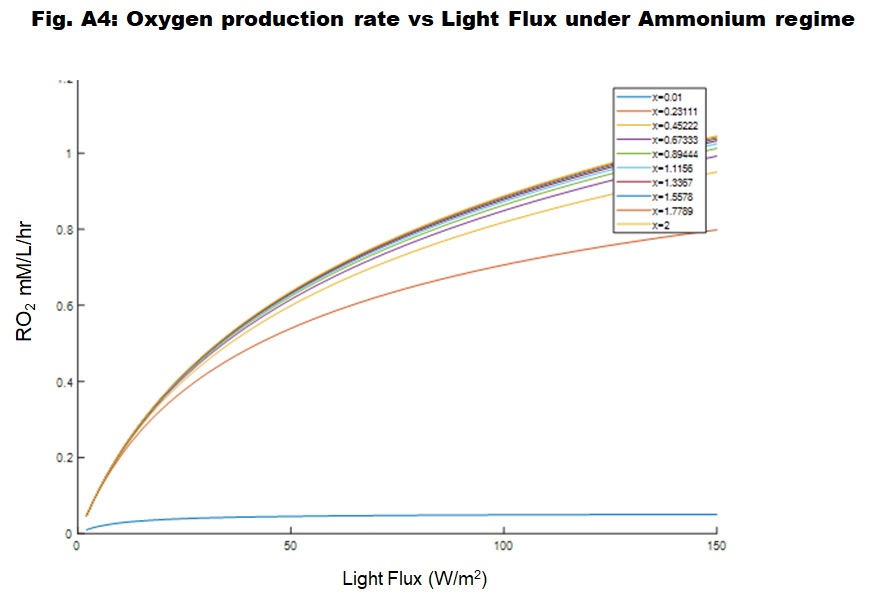 Fig. A4: Oxygen production rate vs Light Flux under Ammonium regime
1.2
1
0.8
0.6
0.4
0.2
0
0
50
100
150
RO₂ mM/L/hr
Light Flux (W/m²)
X=0.01
X=0.23111
X=0.45222
X=0.67333
X=0.89444
X=1.1156
X=1.3367
X=1.5578
X=1.7789
X=2